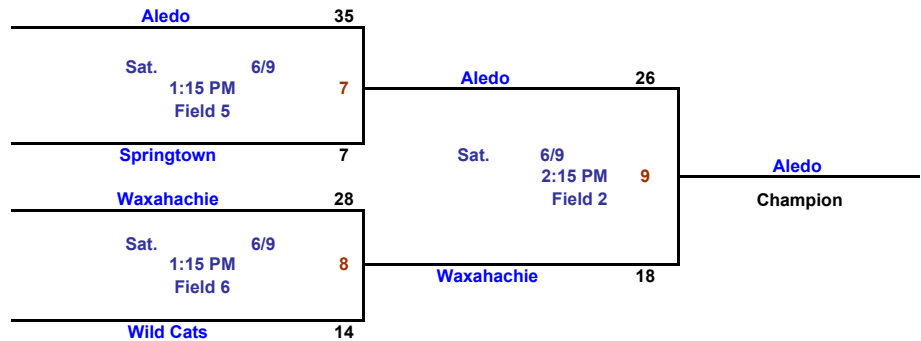 Aledo 35
Sat. 6/9
1:15 PM 7
Field 5
Springtown 7
Waxahachie 28
Sat. 6/9
1:15 PM 8
Field 6
Wild Cats 14
Aledo 26
Sat. 6/9
2:15 PM 9
Field 2
Waxahachie 18
Aledo
Champion